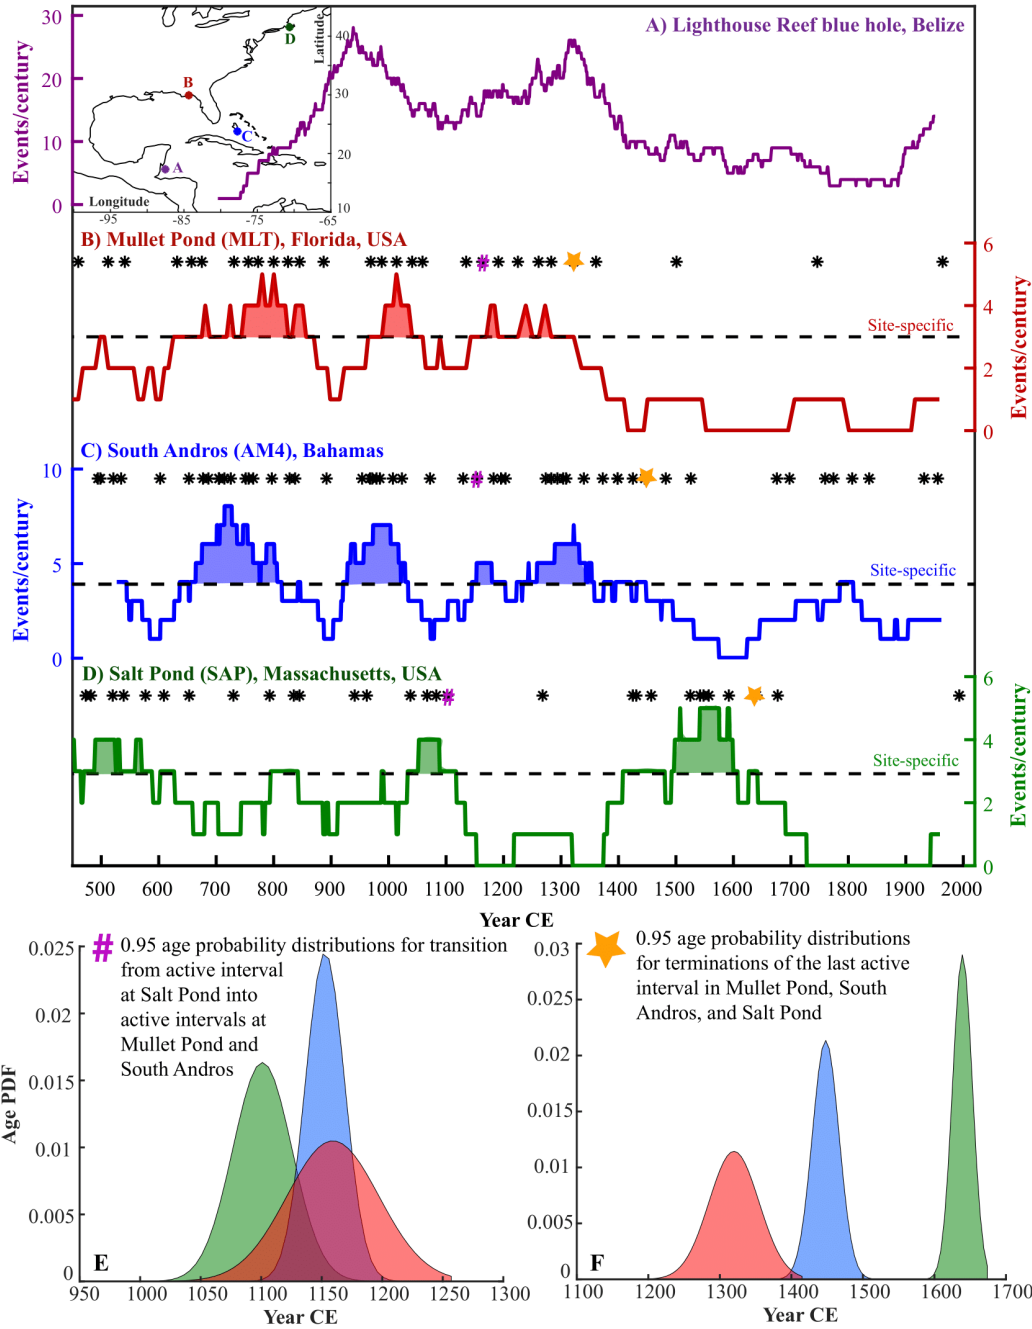 A) Lighthouse Reef blue hole, Belize
Events/century
30
20
10
0
Latitude
40
30
20
10
D
B
C
A
Longitude
-95
-85
-75
-65
B) Mullet Pond (MLT), Florida, USA
#
Site-specific
Events/century
6
4
2
0
C) South Andros (AM4), Bahamas
#
Site-specific
Events/century
10
5
0
D) Salt Pond (SAP), Massachusetts, USA
#
Site-specific
Events/century
6
4
2
0
500 600 700 800 900 1000 1100 1200 1300 1400 1500 1600 1700 1800 1900 2000
Year CE
# 0.95 age probability distributions for transition
from active interval
at Salt Pond into
active intervals at
Mullet Pond and
South Andros
Age PDF
0.025
0.02
0.015
0.01
0.005
0
E
950 1000 1050 1100 1150 1200 1250 1300
Year CE
0.95 age probability distributions
for terminations of the last active
interval in Mullet Pond, South
Andros, and Salt Pond
0.03
0.025
0.02
0.015
0.01
0.005
0
F
1100 1200 1300 1400 1500 1600 1700
Year CE